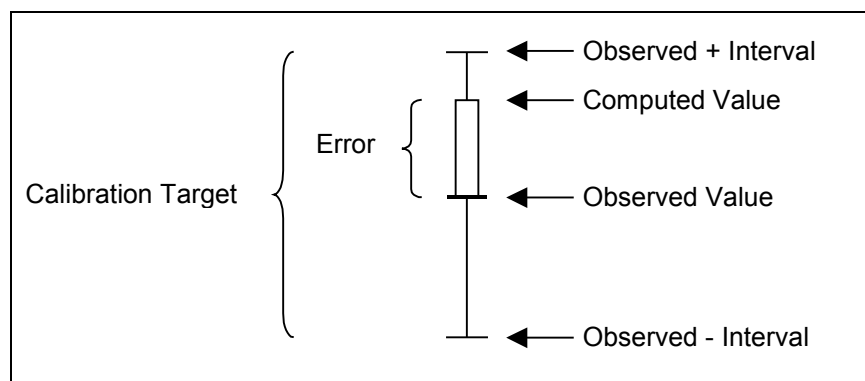 Observed + Interval
Computed Value
Error
Calibration Target
Observed Value
Observed - Interval